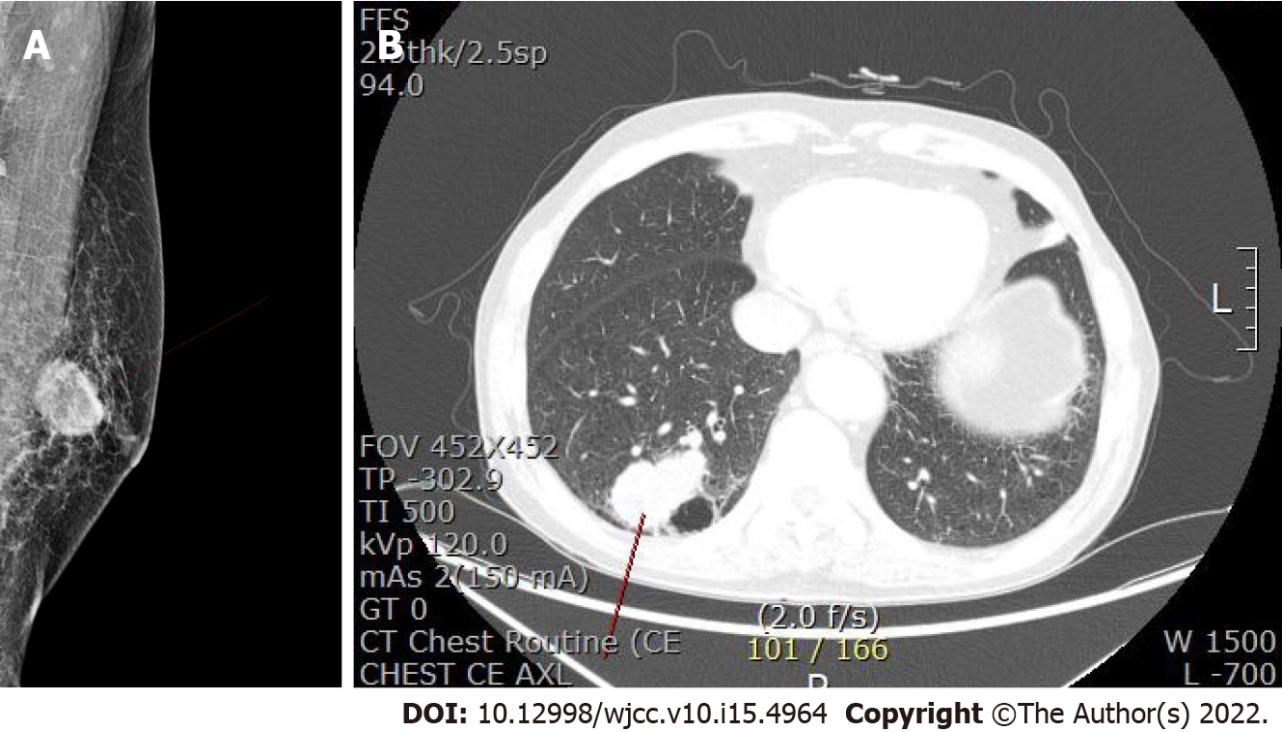 A
FFS
B
2.5thk/2.5sp
94.0
L
FOV 452X452
TP -302.9
TI 500
kVp 120.0
mAs 2(150 mA)
GT 0
(2.0 f/s)
CT Chest Routine (CE
101 / 166
W 1500
CHEST CE AXL
L -700
DOI: 10.12998/wjcc.v10.i15.4964 Copyright ©The Author(s) 2022.